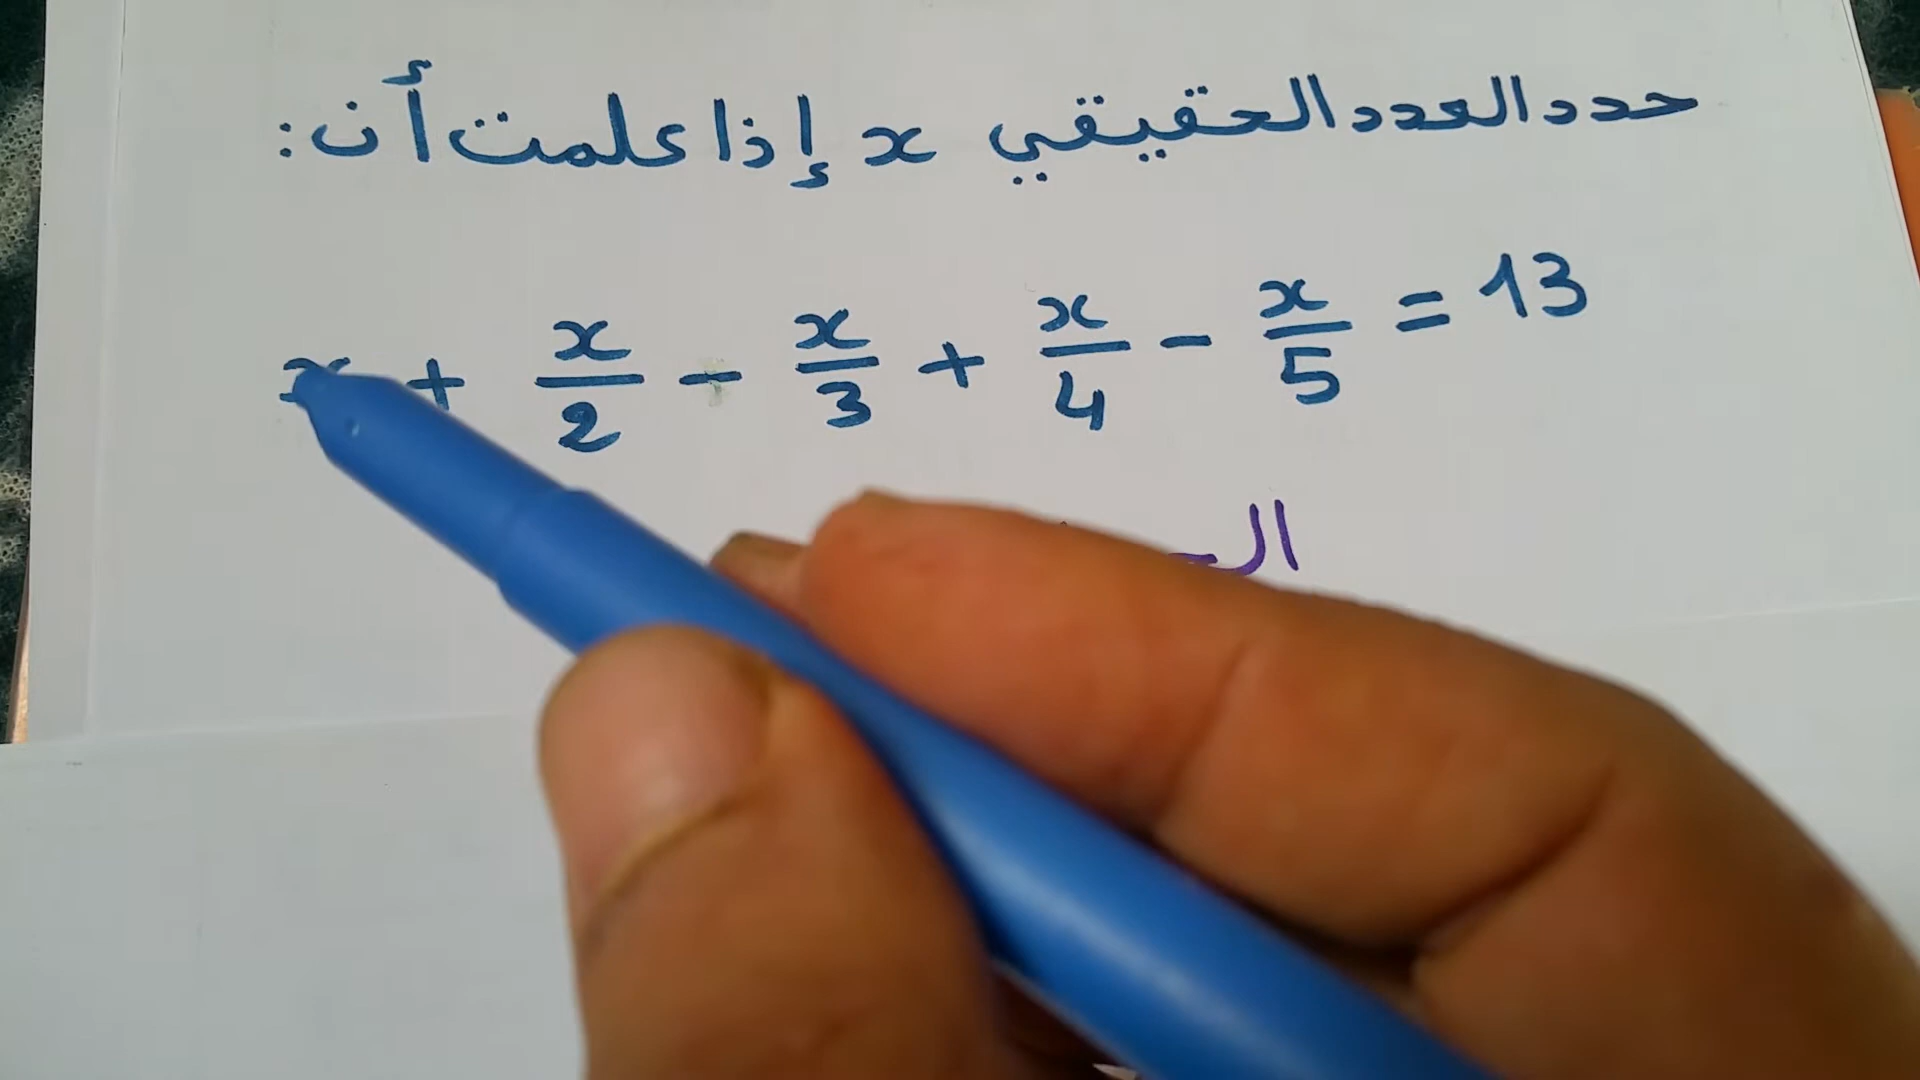 حدد العدد الحقيقي x إذا علمت أن:
x + x/2 - x/3 + x/4 - x/5 = 13